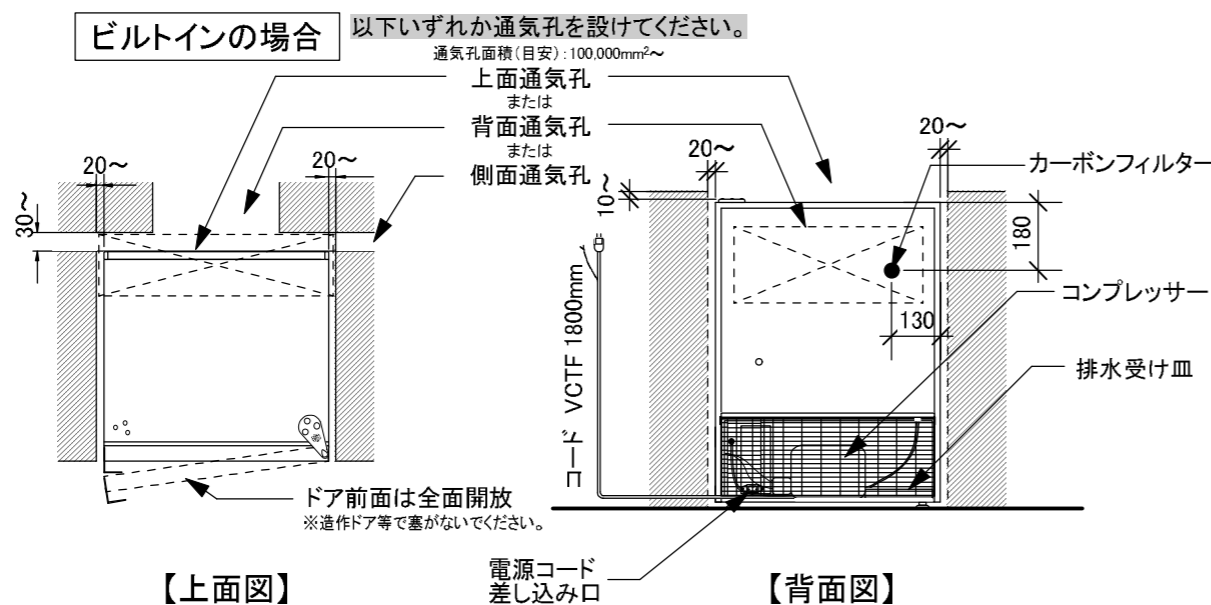 ビルトインの場合
以下いずれか通気孔を設けてください。
通気孔面積(目安):100,000mm²～
上面通気孔
または
背面通気孔
または
側面通気孔
20～
20～
30～
ドア前面は全面開放
※造作ドア等で塞がないでください。
【上面図】
20～
20～
10～
カーボンフィルター
180
130
コンプレッサー
排水受け皿
コード VCTF 1800mm
電源コード
差し込み口
【背面図】